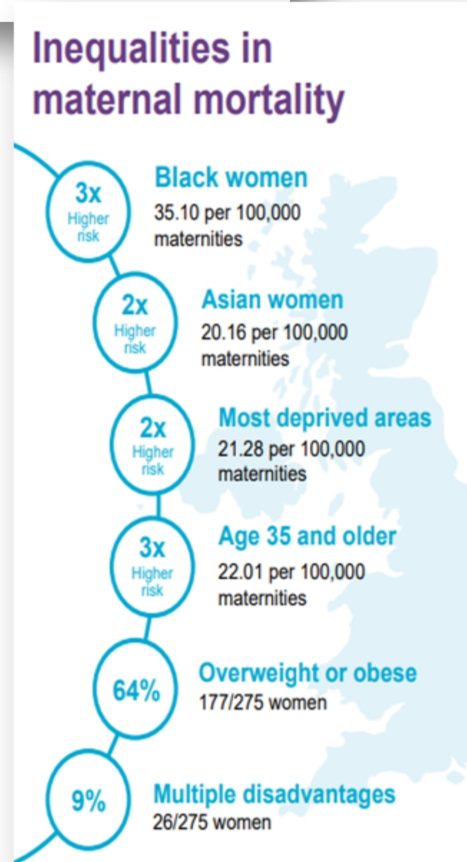 Inequalities in
maternal mortality
3x
Higher
risk
Black women
35.10 per 100,000
maternities
2x
Higher
risk
Asian women
20.16 per 100,000
maternities
2x
Higher
risk
Most deprived areas
21.28 per 100,000
maternities
3x
Higher
risk
Age 35 and older
22.01 per 100,000
maternities
64%
Overweight or obese
177/275 women
9%
Multiple disadvantages
26/275 women